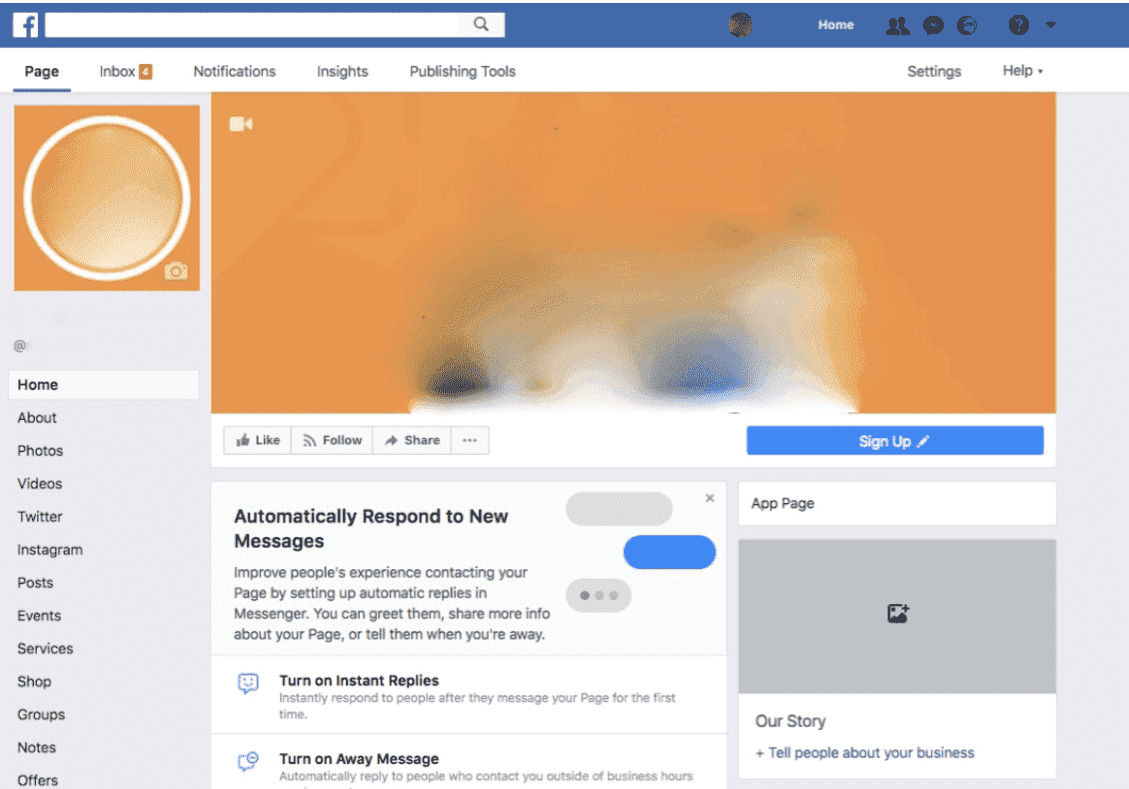 f
Home
?
Page Inbox 4 Notifications Insights Publishing Tools Settings Help
@
Home
About
Photos
Videos
Twitter
Instagram
Posts
Events
Services
Shop
Groups
Notes
Offers
Like Follow Share ...
Sign Up
Automatically Respond to New
Messages
Improve people's experience contacting your
Page by setting up automatic replies in
Messenger. You can greet them, share more info
about your Page, or tell them when you're away.
Turn on Instant Replies
Instantly respond to people after they message your Page for the first
time.
Turn on Away Message
Automatically reply to people who contact you outside of business hours
App Page
Our Story
+ Tell people about your business